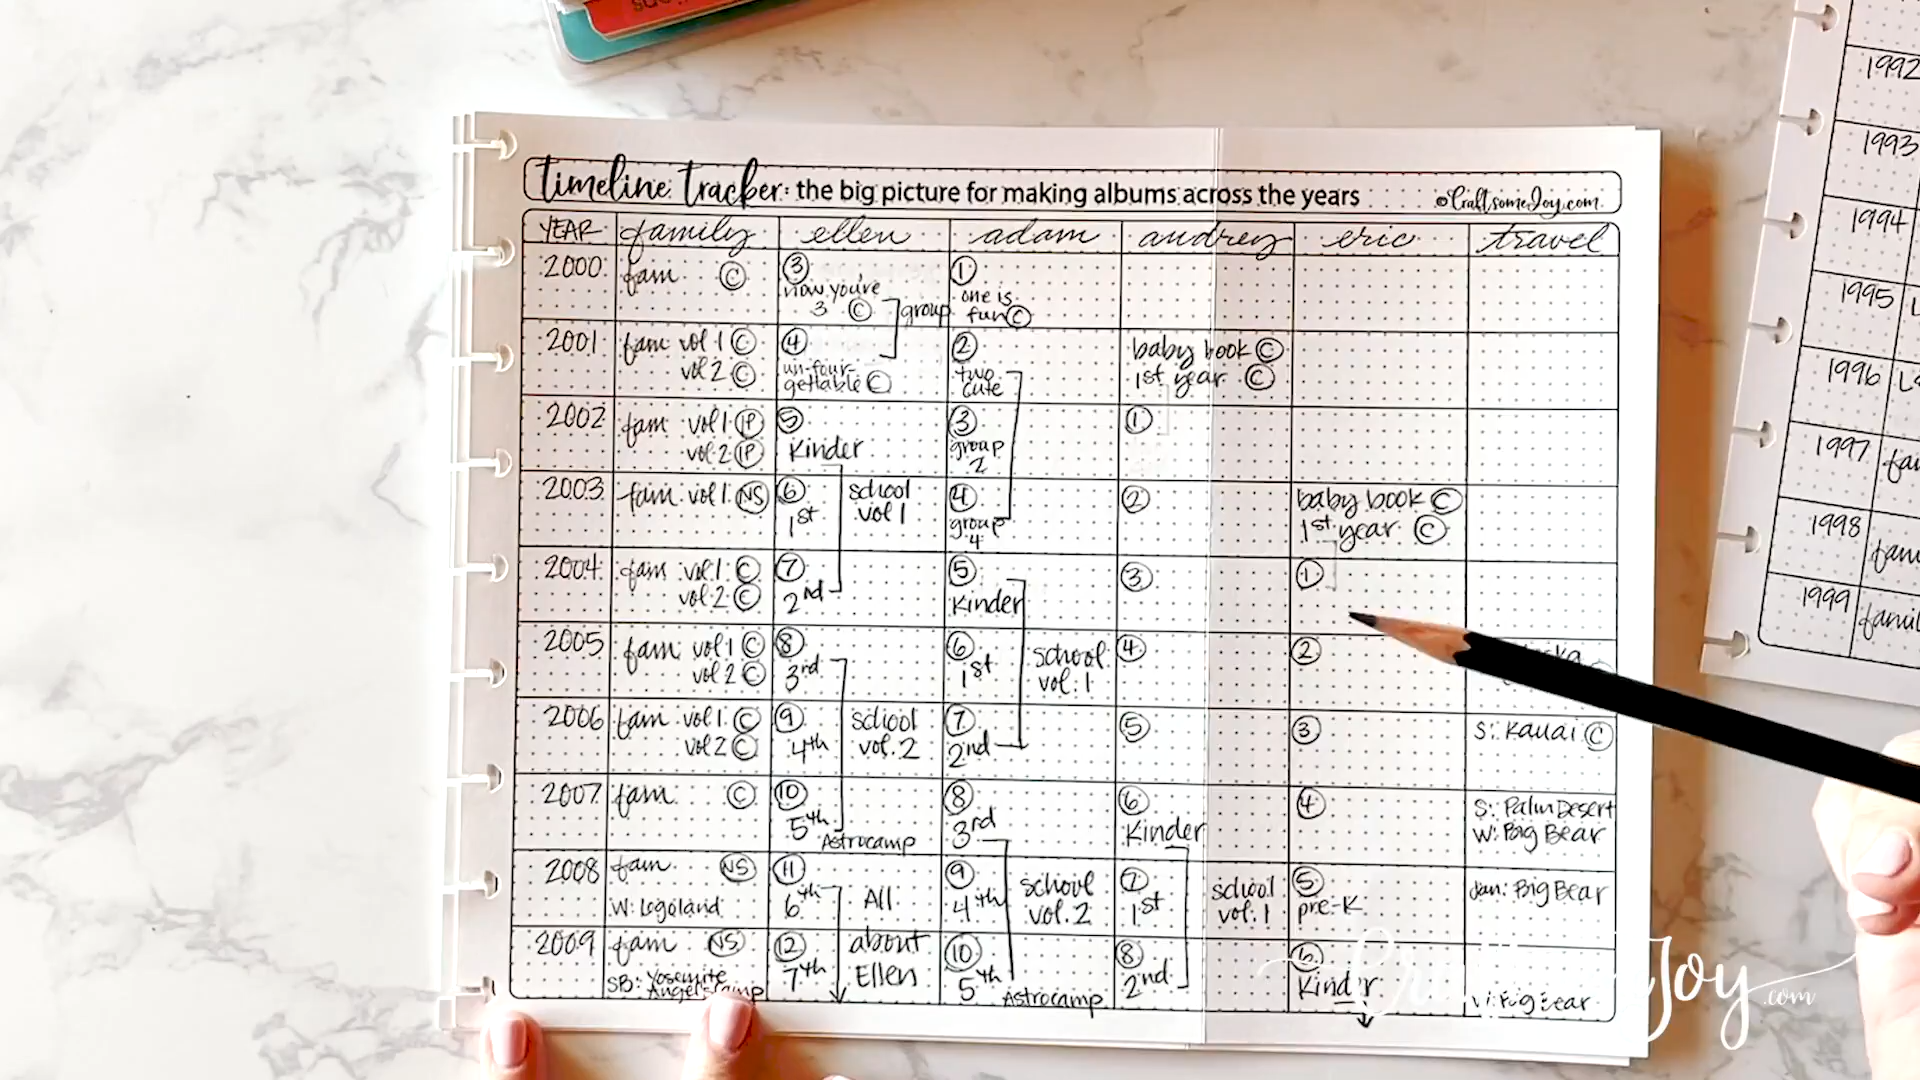 timeline tracker: the big picture for making albums across the years
©CraftsomeJoy.com
YEAR family ellen adam audrey eric travel
2000 fam © ③ ①
now you're one is
3 © group fun ©
2001 fam vol 1 © ④ ② baby book ©
vol 2 © un-four- two 1st year ©
gettable © cute
2002 fam vol 1 IP ⑤ ③ ①
vol 2 IP Kinder group
2
2003 fam vol 1 NS ⑥ school ④ ② baby book ©
1st vol 1 group 1st year ©
4
2004 fam vol 1 © ⑦ ⑤ ③ ①
vol 2 © 2nd Kinder
2005 fam vol 1 © ⑧ ⑥ school ④ ②
vol 2 © 3rd 1st vol. 1
2006 fam vol 1 © ⑨ school ⑦ ⑤ ③ S: Kauai ©
vol 2 © 4th vol. 2 2nd
2007 fam © ⑩ ⑧ ⑥ ④ S: Palm Desert
5th 3rd Kinder W: Big Bear
Astrocamp
2008 fam NS ⑪ All ⑨ school ⑦ school ⑤ Jan: Big Bear
W: Legoland 6th 4th vol. 2 1st vol. 1 pre-K
2009 fam NS ⑫ about ⑩ ⑧ ⑥
SB: Yosemite 7th Ellen 5th 2nd Kinder Big Bear
Angels Camp Astrocamp
1992
1993
1994
1995
1996
1997
1998
1999
Joy
.com